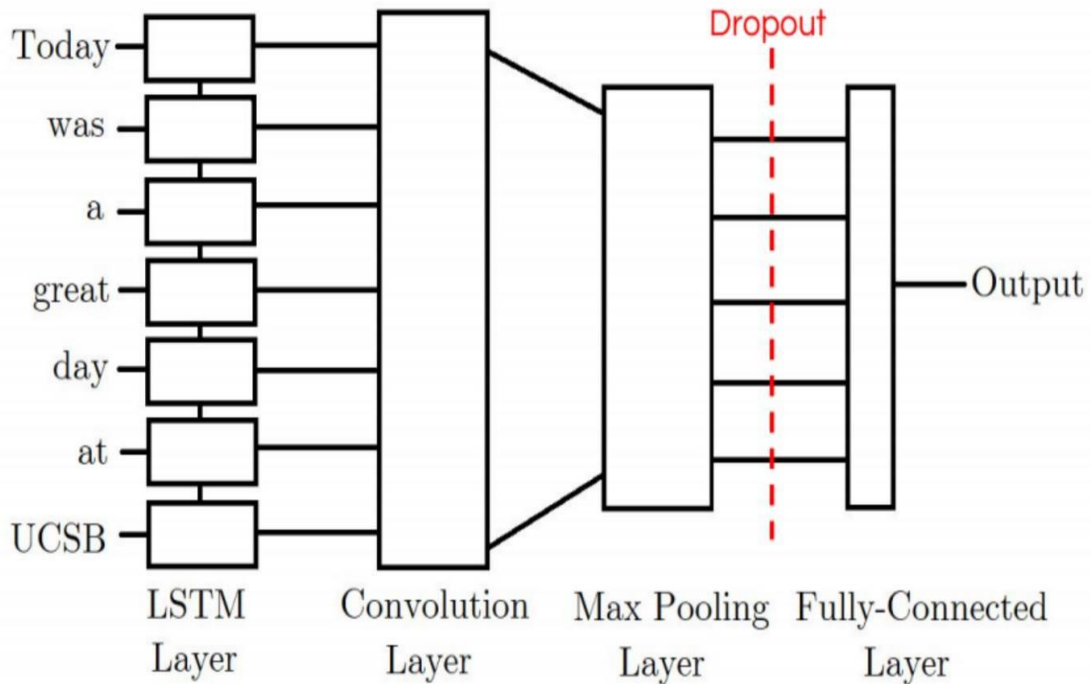 Dropout
Today
was
a
great
day
at
UCSB
Output
LSTM
Layer
Convolution
Layer
Max Pooling
Layer
Fully-Connected
Layer